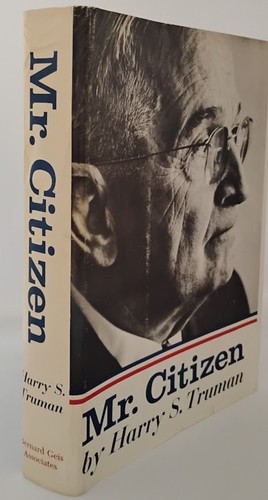 Mr. Citizen
Harry S.
Truman
Bernard Geis
Associates
Mr. Citizen
by Harry S. Truman